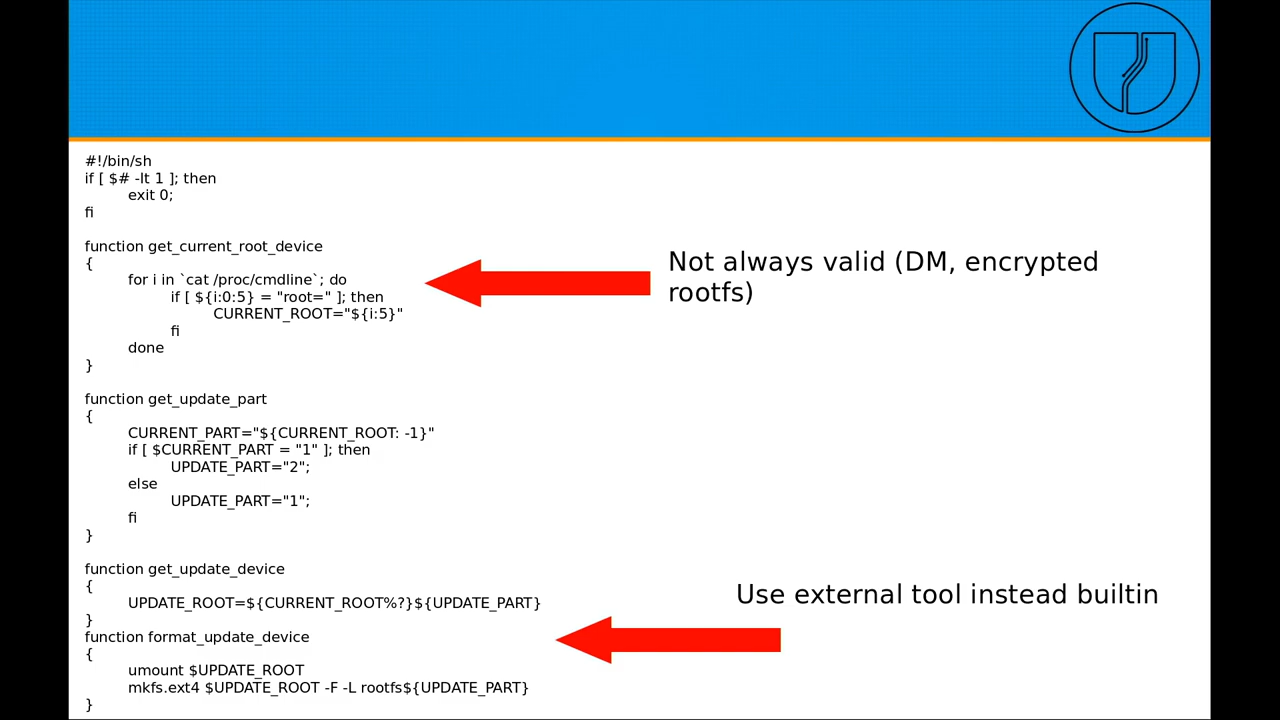 #!/bin/sh
if [ $# -lt 1 ]; then
exit 0;
fi
function get_current_root_device
{
for i in `cat /proc/cmdline`; do
if [ ${i:0:5} = "root=" ]; then
CURRENT_ROOT="${i:5}"
fi
done
}
Not always valid (DM, encrypted
rootfs)
function get_update_part
{
CURRENT_PART="${CURRENT_ROOT: -1}"
if [ $CURRENT_PART = "1" ]; then
UPDATE_PART="2";
else
UPDATE_PART="1";
fi
}
function get_update_device
{
UPDATE_ROOT=${CURRENT_ROOT%?}${UPDATE_PART}
}
function format_update_device
{
umount $UPDATE_ROOT
mkfs.ext4 $UPDATE_ROOT -F -L rootfs${UPDATE_PART}
}
Use external tool instead builtin